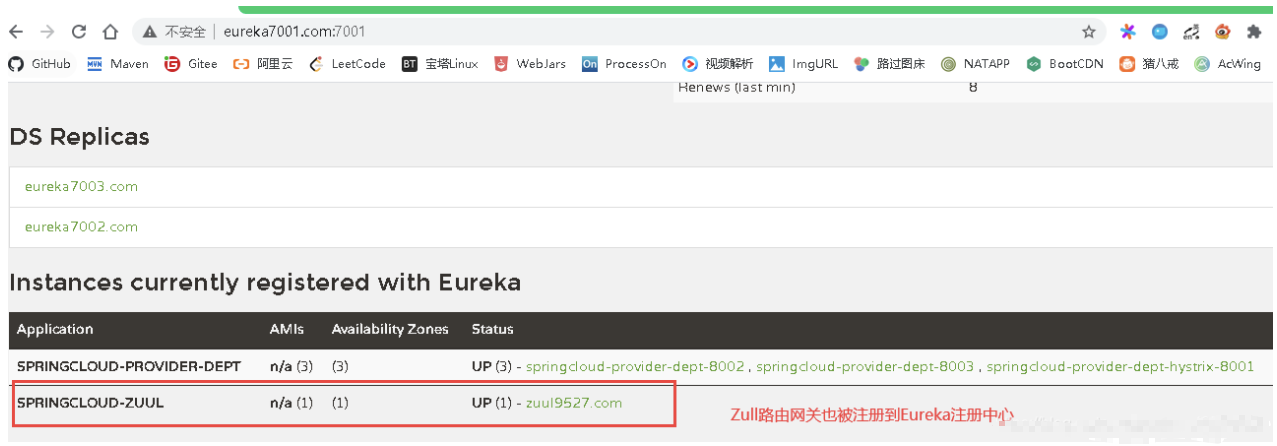 不安全 | eureka7001.com:7001
GitHub Maven Gitee 阿里云 LeetCode BT 宝塔Linux WebJars On ProcessOn 视频解析 ImgURL 路过图床 NATAPP BootCDN 猪八戒 AcWing
Renews (last min) 8
DS Replicas
eureka7003.com
eureka7002.com
Instances currently registered with Eureka
Application AMIs Availability Zones Status
SPRINGCLOUD-PROVIDER-DEPT n/a (3) (3) UP (3) - springcloud-provider-dept-8002 , springcloud-provider-dept-8003 , springcloud-provider-dept-hystrix-8001
SPRINGCLOUD-ZUUL n/a (1) (1) UP (1) - zuul9527.com
Zull路由网关也被注册到Eureka注册中心